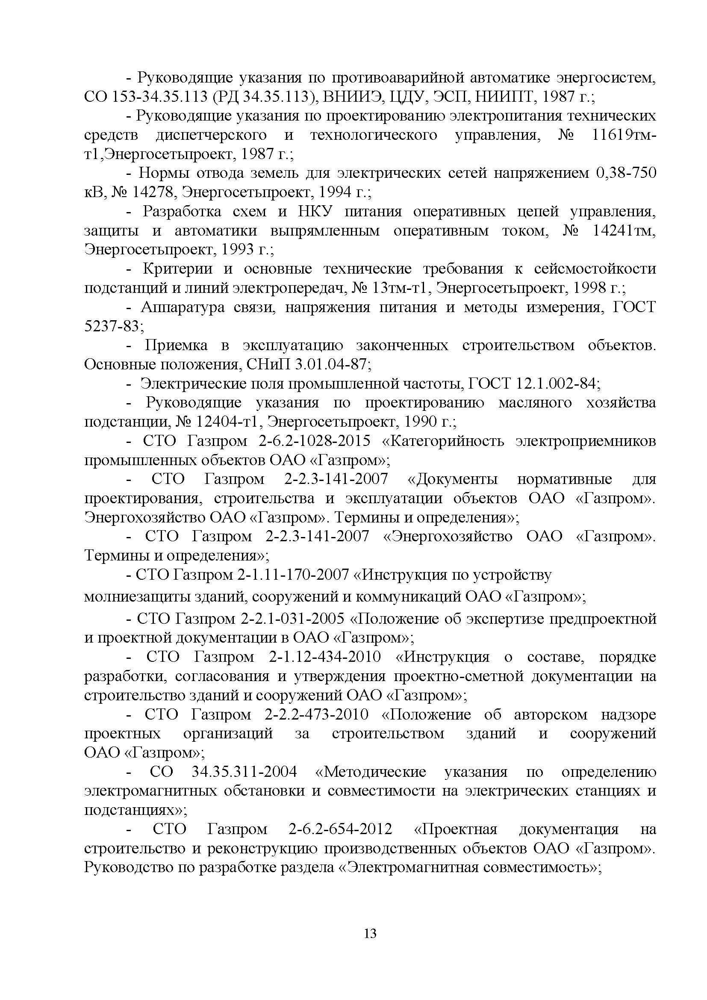 - Руководящие указания по противоаварийной автоматике энергосистем,
СО 153-34.35.113 (РД 34.35.113), ВНИИЭ, ЦДУ, ЭСП, НИИПТ, 1987 г.;
- Руководящие указания по проектированию электропитания технических
средств диспетчерского и технологического управления, № 11619тм-
т1,Энергосетьпроект, 1987 г.;
- Нормы отвода земель для электрических сетей напряжением 0,38-750
кВ, № 14278, Энергосетьпроект, 1994 г.;
- Разработка схем и НКУ питания оперативных цепей управления,
защиты и автоматики выпрямленным оперативным током, № 14241тм,
Энергосетьпроект, 1993 г.;
- Критерии и основные технические требования к сейсмостойкости
подстанций и линий электропередач, № 13тм-т1, Энергосетьпроект, 1998 г.;
- Аппаратура связи, напряжения питания и методы измерения, ГОСТ
5237-83;
- Приемка в эксплуатацию законченных строительством объектов.
Основные положения, СНиП 3.01.04-87;
- Электрические поля промышленной частоты, ГОСТ 12.1.002-84;
- Руководящие указания по проектированию масляного хозяйства
подстанции, № 12404-т1, Энергосетьпроект, 1990 г.;
- СТО Газпром 2-6.2-1028-2015 «Категорийность электроприемников
промышленных объектов ОАО «Газпром»;
- СТО Газпром 2-2.3-141-2007 «Документы нормативные для
проектирования, строительства и эксплуатации объектов ОАО «Газпром».
Энергохозяйство ОАО «Газпром». Термины и определения»;
- СТО Газпром 2-2.3-141-2007 «Энергохозяйство ОАО «Газпром».
Термины и определения»;
- СТО Газпром 2-1.11-170-2007 «Инструкция по устройству
молниезащиты зданий, сооружений и коммуникаций ОАО «Газпром»;
- СТО Газпром 2-2.1-031-2005 «Положение об экспертизе предпроектной
и проектной документации в ОАО «Газпром»;
- СТО Газпром 2-1.12-434-2010 «Инструкция о составе, порядке
разработки, согласования и утверждения проектно-сметной документации на
строительство зданий и сооружений ОАО «Газпром»;
- СТО Газпром 2-2.2-473-2010 «Положение об авторском надзоре
проектных организаций за строительством зданий и сооружений
ОАО «Газпром»;
- СО 34.35.311-2004 «Методические указания по определению
электромагнитных обстановки и совместимости на электрических станциях и
подстанциях»;
- СТО Газпром 2-6.2-654-2012 «Проектная документация на
строительство и реконструкцию производственных объектов ОАО «Газпром».
Руководство по разработке раздела «Электромагнитная совместимость»;
13